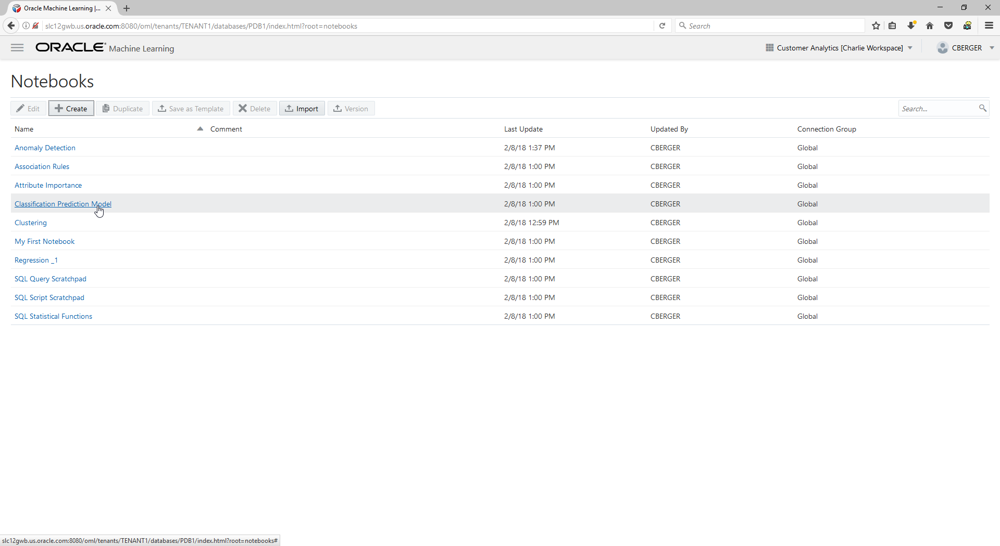 Oracle Machine Learning |...
slc12gwb.us.oracle.com:8080/oml/tenants/TENANT1/databases/PDB1/index.html?root=notebooks
Search
ORACLE Machine Learning
Customer Analytics [Charlie Workspace]
CBERGER
Notebooks
Edit Create Duplicate Save as Template Delete Import Version Search...
Name Comment Last Update Updated By Connection Group
Anomaly Detection 2/8/18 1:37 PM CBERGER Global
Association Rules 2/8/18 1:00 PM CBERGER Global
Attribute Importance 2/8/18 1:00 PM CBERGER Global
Classification Prediction Model 2/8/18 1:00 PM CBERGER Global
Clustering 2/8/18 12:59 PM CBERGER Global
My First Notebook 2/8/18 1:00 PM CBERGER Global
Regression _1 2/8/18 1:00 PM CBERGER Global
SQL Query Scratchpad 2/8/18 1:00 PM CBERGER Global
SQL Script Scratchpad 2/8/18 1:00 PM CBERGER Global
SQL Statistical Functions 2/8/18 1:00 PM CBERGER Global
slc12gwb.us.oracle.com:8080/oml/tenants/TENANT1/databases/PDB1/index.html?root=notebooks#